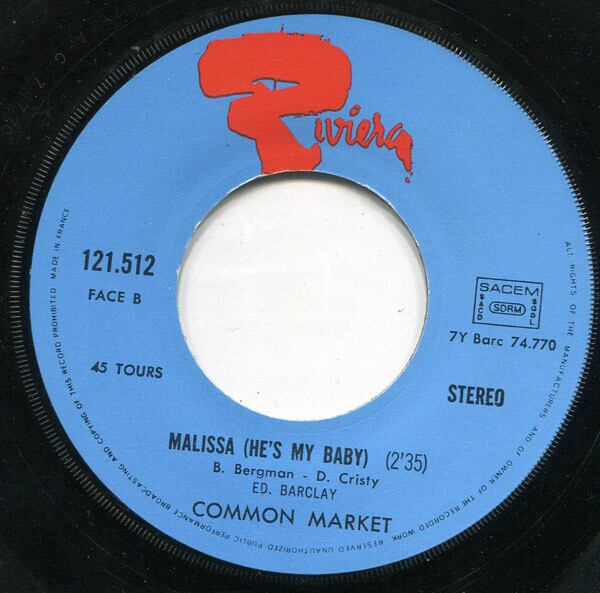 Riviera
121.512
FACE B
45 TOURS
SACEM
SACD
SDRM
SGDL
7Y Barc 74.770
STEREO
MALISSA (HE'S MY BABY) (2'35)
B. Bergman - D. Cristy
ED. BARCLAY
COMMON MARKET
ALL RIGHTS OF THE MANUFACTURERS AND OF OWNER OF THE RECORDED WORK RESERVED UNAUTHORIZED PUBLIC PERFORMANCE BROADCASTING AND COPYING OF THIS RECORD PROHIBITED MADE IN FRANCE